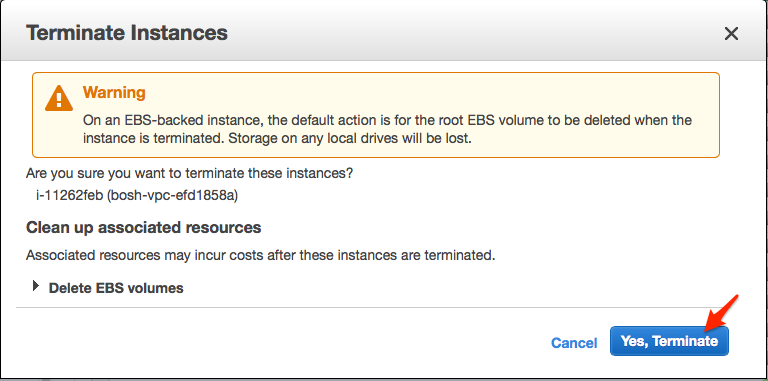 Terminate Instances
Warning
On an EBS-backed instance, the default action is for the root EBS volume to be deleted when the
instance is terminated. Storage on any local drives will be lost.
Are you sure you want to terminate these instances?
i-11262feb (bosh-vpc-efd1858a)
Clean up associated resources
Associated resources may incur costs after these instances are terminated.
Delete EBS volumes
Cancel Yes, Terminate